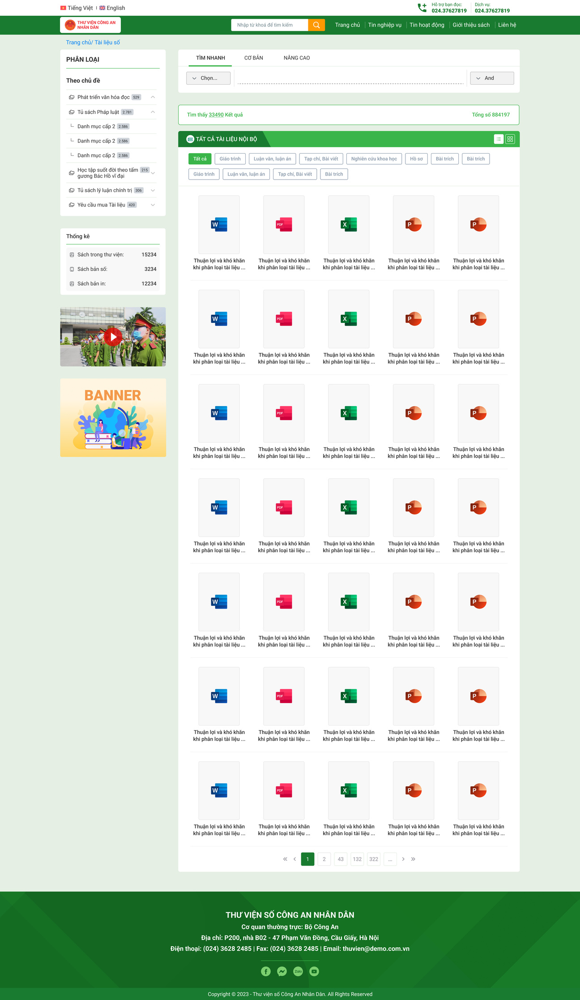 Tiếng Việt | English
Hỗ trợ bạn đọc:
024.37627819
Dịch vụ:
024.37627819
THƯ VIỆN CÔNG AN
NHÂN DÂN
Nhập từ khoá để tìm kiếm
Trang chủ
Tin nghiệp vụ
Tin hoạt động
Giới thiệu sách
Liên hệ
Trang chủ/ Tài liệu số
PHÂN LOẠI
Theo chủ đề
Phát triển văn hóa đọc 529
Tủ sách Pháp luật 2.781
Danh mục cấp 2 2.586
Danh mục cấp 2 2.586
Danh mục cấp 2 2.586
Học tập suốt đời theo tấm 215
gương Bác Hồ vĩ đại
Tủ sách lý luận chính trị 306
Yêu cầu mua Tài liệu 420
Thống kê
Sách trong thư viện: 15234
Sách bản số: 3234
Sách bản in: 12234
BANNER
TÌM NHANH
CƠ BẢN
NÂNG CAO
Chọn...
And
Tìm thấy 33490 Kết quả
Tổng số 884197
TẤT CẢ TÀI LIỆU NỘI BỘ
Tất cả
Giáo trình
Luận văn, luận án
Tạp chí, Bài viết
Nghiên cứu khoa học
Hồ sơ
Bài trích
Bài trích
Giáo trình
Luận văn, luận án
Tạp chí, Bài viết
Bài trích
W PDF X P P
Thuận lợi và khó khăn Thuận lợi và khó khăn Thuận lợi và khó khăn Thuận lợi và khó khăn Thuận lợi và khó khăn
khi phân loại tài liệu ... khi phân loại tài liệu ... khi phân loại tài liệu ... khi phân loại tài liệu ... khi phân loại tài liệu ...
W PDF X P P
Thuận lợi và khó khăn Thuận lợi và khó khăn Thuận lợi và khó khăn Thuận lợi và khó khăn Thuận lợi và khó khăn
khi phân loại tài liệu ... khi phân loại tài liệu ... khi phân loại tài liệu ... khi phân loại tài liệu ... khi phân loại tài liệu ...
W PDF X P P
Thuận lợi và khó khăn Thuận lợi và khó khăn Thuận lợi và khó khăn Thuận lợi và khó khăn Thuận lợi và khó khăn
khi phân loại tài liệu ... khi phân loại tài liệu ... khi phân loại tài liệu ... khi phân loại tài liệu ... khi phân loại tài liệu ...
W PDF X P P
Thuận lợi và khó khăn Thuận lợi và khó khăn Thuận lợi và khó khăn Thuận lợi và khó khăn Thuận lợi và khó khăn
khi phân loại tài liệu ... khi phân loại tài liệu ... khi phân loại tài liệu ... khi phân loại tài liệu ... khi phân loại tài liệu ...
W PDF X P P
Thuận lợi và khó khăn Thuận lợi và khó khăn Thuận lợi và khó khăn Thuận lợi và khó khăn Thuận lợi và khó khăn
khi phân loại tài liệu ... khi phân loại tài liệu ... khi phân loại tài liệu ... khi phân loại tài liệu ... khi phân loại tài liệu ...
W PDF X P P
Thuận lợi và khó khăn Thuận lợi và khó khăn Thuận lợi và khó khăn Thuận lợi và khó khăn Thuận lợi và khó khăn
khi phân loại tài liệu ... khi phân loại tài liệu ... khi phân loại tài liệu ... khi phân loại tài liệu ... khi phân loại tài liệu ...
W PDF X P P
Thuận lợi và khó khăn Thuận lợi và khó khăn Thuận lợi và khó khăn Thuận lợi và khó khăn Thuận lợi và khó khăn
khi phân loại tài liệu ... khi phân loại tài liệu ... khi phân loại tài liệu ... khi phân loại tài liệu ... khi phân loại tài liệu ...
« ‹ 1 2 43 132 322 ... › »
THƯ VIỆN SỐ CÔNG AN NHÂN DÂN
Cơ quan thường trực: Bộ Công An
Địa chỉ: P200, nhà B02 - 47 Phạm Văn Đồng, Cầu Giấy, Hà Nội
Điện thoại: (024) 3628 2485 | Fax: (024) 3628 2485 | Email: thuvien@demo.com.vn
Zalo
Copyright © 2023 - Thư viện số Công An Nhân Dân. All Rights Reserved